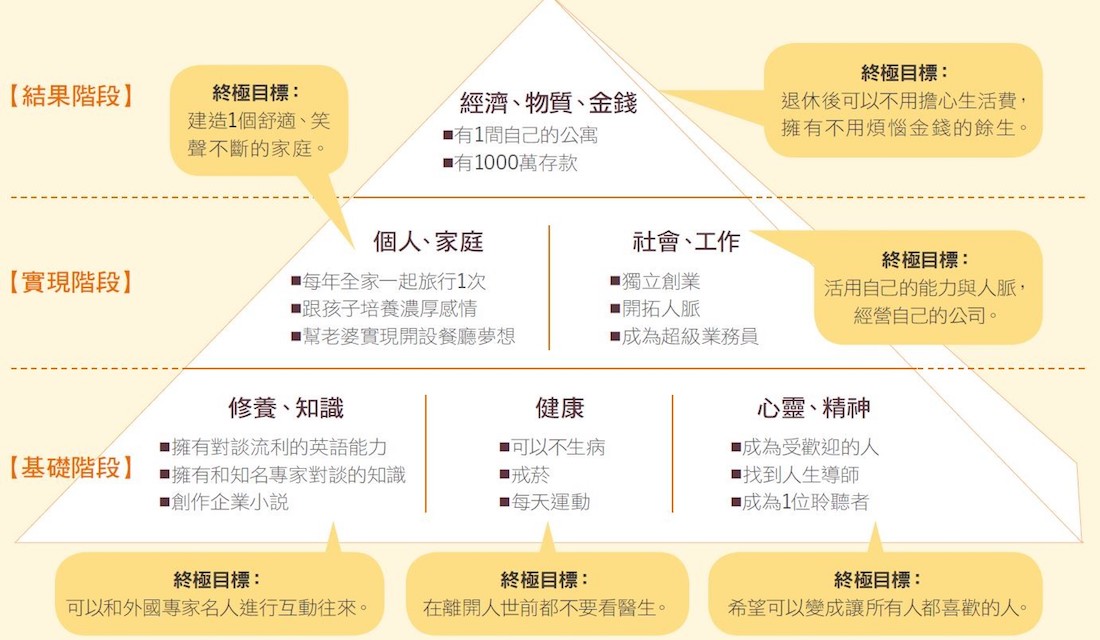 【結果階段】
終極目標：
建造1個舒適、笑
聲不斷的家庭。
經濟、物質、金錢
■有1間自己的公寓
■有1000萬存款
終極目標：
退休後可以不用擔心生活費，
擁有不用煩惱金錢的餘生。
【實現階段】
個人、家庭
■每年全家一起旅行1次
■跟孩子培養濃厚感情
■幫老婆實現開設餐廳夢想
社會、工作
■獨立創業
■開拓人脈
■成為超級業務員
終極目標：
活用自己的能力與人脈，
經營自己的公司。
【基礎階段】
修養、知識
■擁有對談流利的英語能力
■擁有和知名專家對談的知識
■創作企業小說
健康
■可以不生病
■戒菸
■每天運動
心靈、精神
■成為受歡迎的人
■找到人生導師
■成為1位聆聽者
終極目標：
可以和外國專家名人進行互動往來。
終極目標：
在離開人世前都不要看醫生。
終極目標：
希望可以變成讓所有人都喜歡的人。